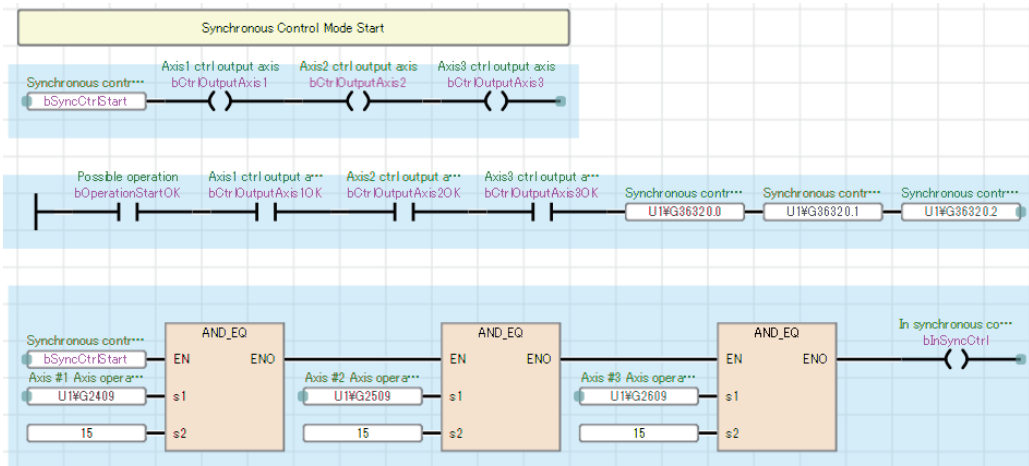 Synchronous Control Mode Start
Axis1 ctrl output axis Axis2 ctrl output axis Axis3 ctrl output axis
Synchronous contr··· bCtrlOutputAxis1 bCtrlOutputAxis2 bCtrlOutputAxis3
bSyncCtrlStart
Possible operation Axis1 ctrl output a··· Axis2 ctrl output a··· Axis3 ctrl output a···
bOperationStartOK bCtrlOutputAxis1OK bCtrlOutputAxis2OK bCtrlOutputAxis3OK Synchronous contr··· Synchronous contr··· Synchronous contr···
U1¥G36320.0 U1¥G36320.1 U1¥G36320.2
AND_EQ AND_EQ AND_EQ In synchronous co···
Synchronous contr··· bInSyncCtrl
bSyncCtrlStart EN ENO EN ENO EN ENO
Axis #1 Axis opera··· Axis #2 Axis opera··· Axis #3 Axis opera···
U1¥G2409 s1 U1¥G2509 s1 U1¥G2609 s1
15 s2 15 s2 15 s2